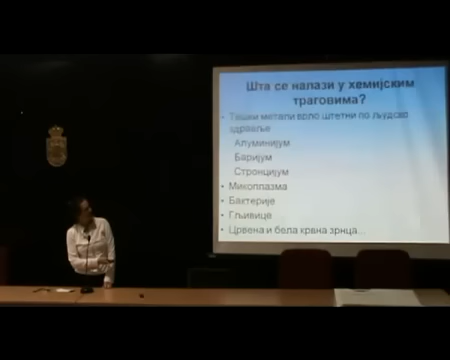 Шта се налази у хемијским
траговима?
Тешки метали врло штетни по људско
здравље
Алуминијум
Баријум
Стронцијум
Микоплазма
Бактерије
Гљивице
Црвена и бела крвна зрнца...